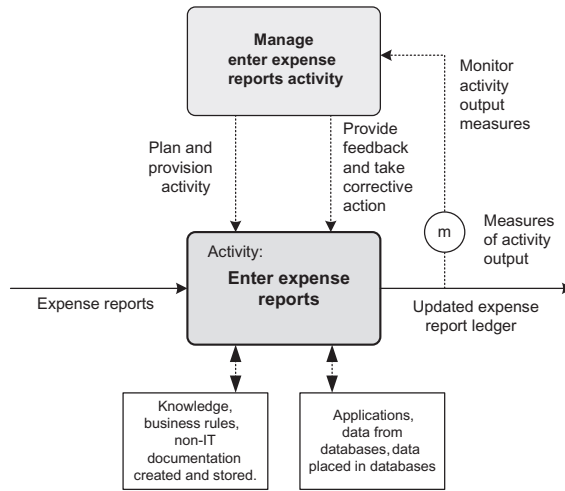 Manage
enter expense
reports activity
Monitor
activity
output
measures
Plan and
provision
activity
Provide
feedback
and take
corrective
action
m
Measures
of activity
output
Activity:
Enter expense
reports
Expense reports
Updated expense
report ledger
Knowledge,
business rules,
non-IT
documentation
created and stored.
Applications,
data from
databases, data
placed in databases